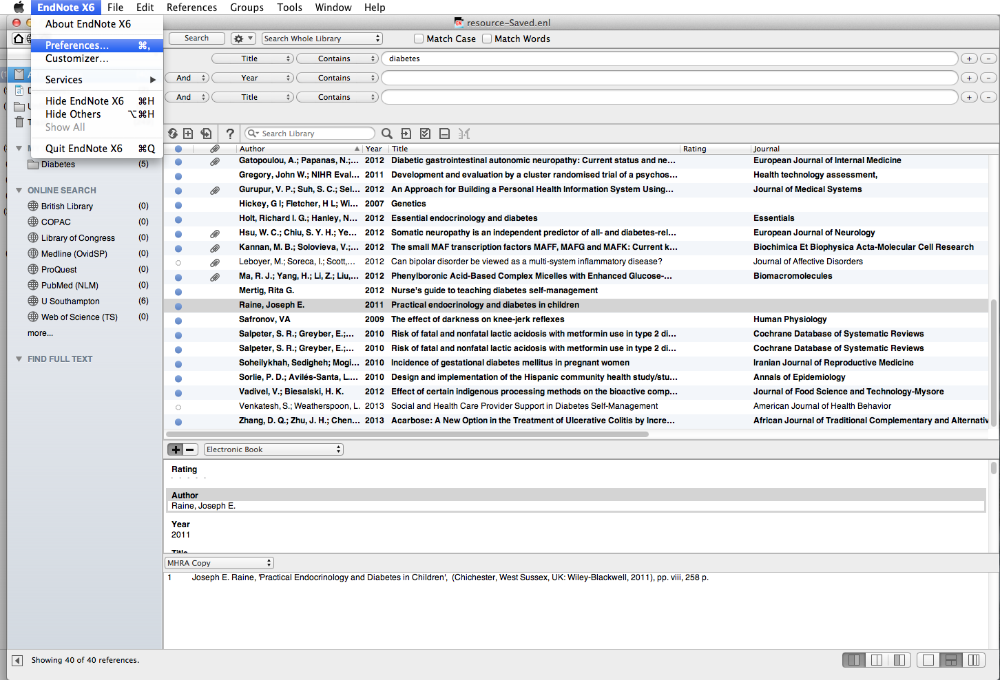 EndNote X6 File Edit References Groups Tools Window Help
resource-Saved.enl
About EndNote X6
Preferences... ⌘,
Customizer...
Services
Hide EndNote X6 ⌘H
Hide Others ⌥⌘H
Show All
Quit EndNote X6 ⌘Q
Search Search Whole Library Match Case Match Words
Title Contains diabetes + -
And Year Contains + -
And Title Contains + -
? Search Library
Diabetes (5)
ONLINE SEARCH
British Library (0)
COPAC (0)
Library of Congress (0)
Medline (OvidSP) (0)
ProQuest (0)
PubMed (NLM) (0)
U Southampton (6)
Web of Science (TS) (0)
more...
FIND FULL TEXT
Author Year Title Rating Journal
Gatopoulou, A.; Papanas, N.;... 2012 Diabetic gastrointestinal autonomic neuropathy: Current status and ne... European Journal of Internal Medicine
Gregory, John W.; NIHR Eval... 2011 Development and evaluation by a cluster randomised trial of a psychos... Health technology assessment,
Gurupur, V. P.; Suh, S. C.; Sel... 2012 An Approach for Building a Personal Health Information System Using... Journal of Medical Systems
Hickey, G I; Fletcher, H L; Wi... 2007 Genetics
Holt, Richard I. G.; Hanley, N... 2012 Essential endocrinology and diabetes Essentials
Hsu, W. C.; Chiu, S. Y. H.; Ye... 2012 Somatic neuropathy is an independent predictor of all- and diabetes-rel... European Journal of Neurology
Kannan, M. B.; Solovieva, V.;... 2012 The small MAF transcription factors MAFF, MAFG and MAFK: Current k... Biochimica Et Biophysica Acta-Molecular Cell Research
Leboyer, M.; Soreca, I.; Scott,... 2012 Can bipolar disorder be viewed as a multi-system inflammatory disease? Journal of Affective Disorders
Ma, R. J.; Yang, H.; Li, Z.; Liu,... 2012 Phenylboronic Acid-Based Complex Micelles with Enhanced Glucose-... Biomacromolecules
Mertig, Rita G. 2012 Nurse's guide to teaching diabetes self-management
Raine, Joseph E. 2011 Practical endocrinology and diabetes in children
Safronov, VA 2009 The effect of darkness on knee-jerk reflexes Human Physiology
Salpeter, S. R.; Greyber, E.;... 2010 Risk of fatal and nonfatal lactic acidosis with metformin use in type 2 di... Cochrane Database of Systematic Reviews
Salpeter, S. R.; Greyber, E.;... 2010 Risk of fatal and nonfatal lactic acidosis with metformin use in type 2 di... Cochrane Database of Systematic Reviews
Soheilykhah, Sedigheh; Mogi... 2010 Incidence of gestational diabetes mellitus in pregnant women Iranian Journal of Reproductive Medicine
Sorlie, P. D.; Avilés-Santa, L.... 2010 Design and implementation of the Hispanic community health study/stu... Annals of Epidemiology
Vadivel, V.; Biesalski, H. K. 2012 Effect of certain indigenous processing methods on the bioactive comp... Journal of Food Science and Technology-Mysore
Venkatesh, S.; Weatherspoon, L. 2013 Social and Health Care Provider Support in Diabetes Self-Management American Journal of Health Behavior
Zhang, D. Q.; Zhu, J. H.; Chen... 2013 Acarbose: A New Option in the Treatment of Ulcerative Colitis by Incre... African Journal of Traditional Complementary and Alternativ
Electronic Book
Rating
Author
Raine, Joseph E.
Year
2011
Title
MHRA Copy
1 Joseph E. Raine, 'Practical Endocrinology and Diabetes in Children', (Chichester, West Sussex, UK: Wiley-Blackwell, 2011), pp. viii, 258 p.
Showing 40 of 40 references.